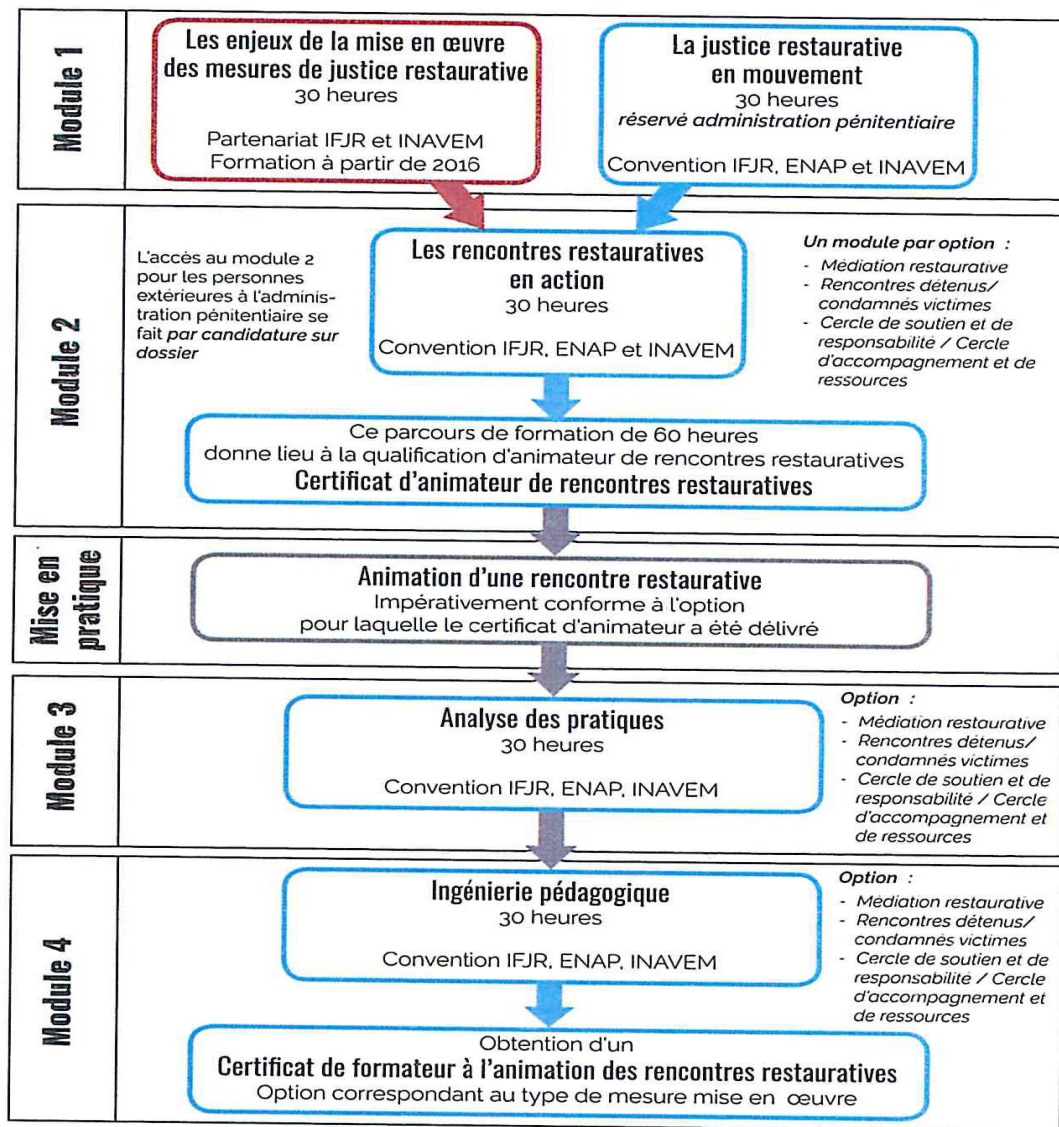 Module 1
Les enjeux de la mise en œuvre
des mesures de justice restaurative
30 heures
Partenariat IFJR et INAVEM
Formation à partir de 2016
La justice restaurative
en mouvement
30 heures
réservé administration pénitentiaire
Convention IFJR, ENAP et INAVEM
Module 2
L'accès au module 2
pour les personnes
extérieures à l'adminis-
tration pénitentiaire se
fait par candidature sur
dossier
Les rencontres restauratives
en action
30 heures
Convention IFJR, ENAP et INAVEM
Un module par option :
- Médiation restaurative
- Rencontres détenus/
condamnés victimes
- Cercle de soutien et de
responsabilité / Cercle
d'accompagnement et de
ressources
Ce parcours de formation de 60 heures
donne lieu à la qualification d'animateur de rencontres restauratives
Certificat d'animateur de rencontres restauratives
Mise en
pratique
Animation d'une rencontre restaurative
Impérativement conforme à l'option
pour laquelle le certificat d'animateur a été délivré
Module 3
Analyse des pratiques
30 heures
Convention IFJR, ENAP, INAVEM
Option :
- Médiation restaurative
- Rencontres détenus/
condamnés victimes
- Cercle de soutien et de
responsabilité / Cercle
d'accompagnement et
de ressources
Module 4
Ingénierie pédagogique
30 heures
Convention IFJR, ENAP, INAVEM
Option :
- Médiation restaurative
- Rencontres détenus/
condamnés victimes
- Cercle de soutien et de
responsabilité / Cercle
d'accompagnement et
de ressources
Obtention d'un
Certificat de formateur à l'animation des rencontres restauratives
Option correspondant au type de mesure mise en œuvre